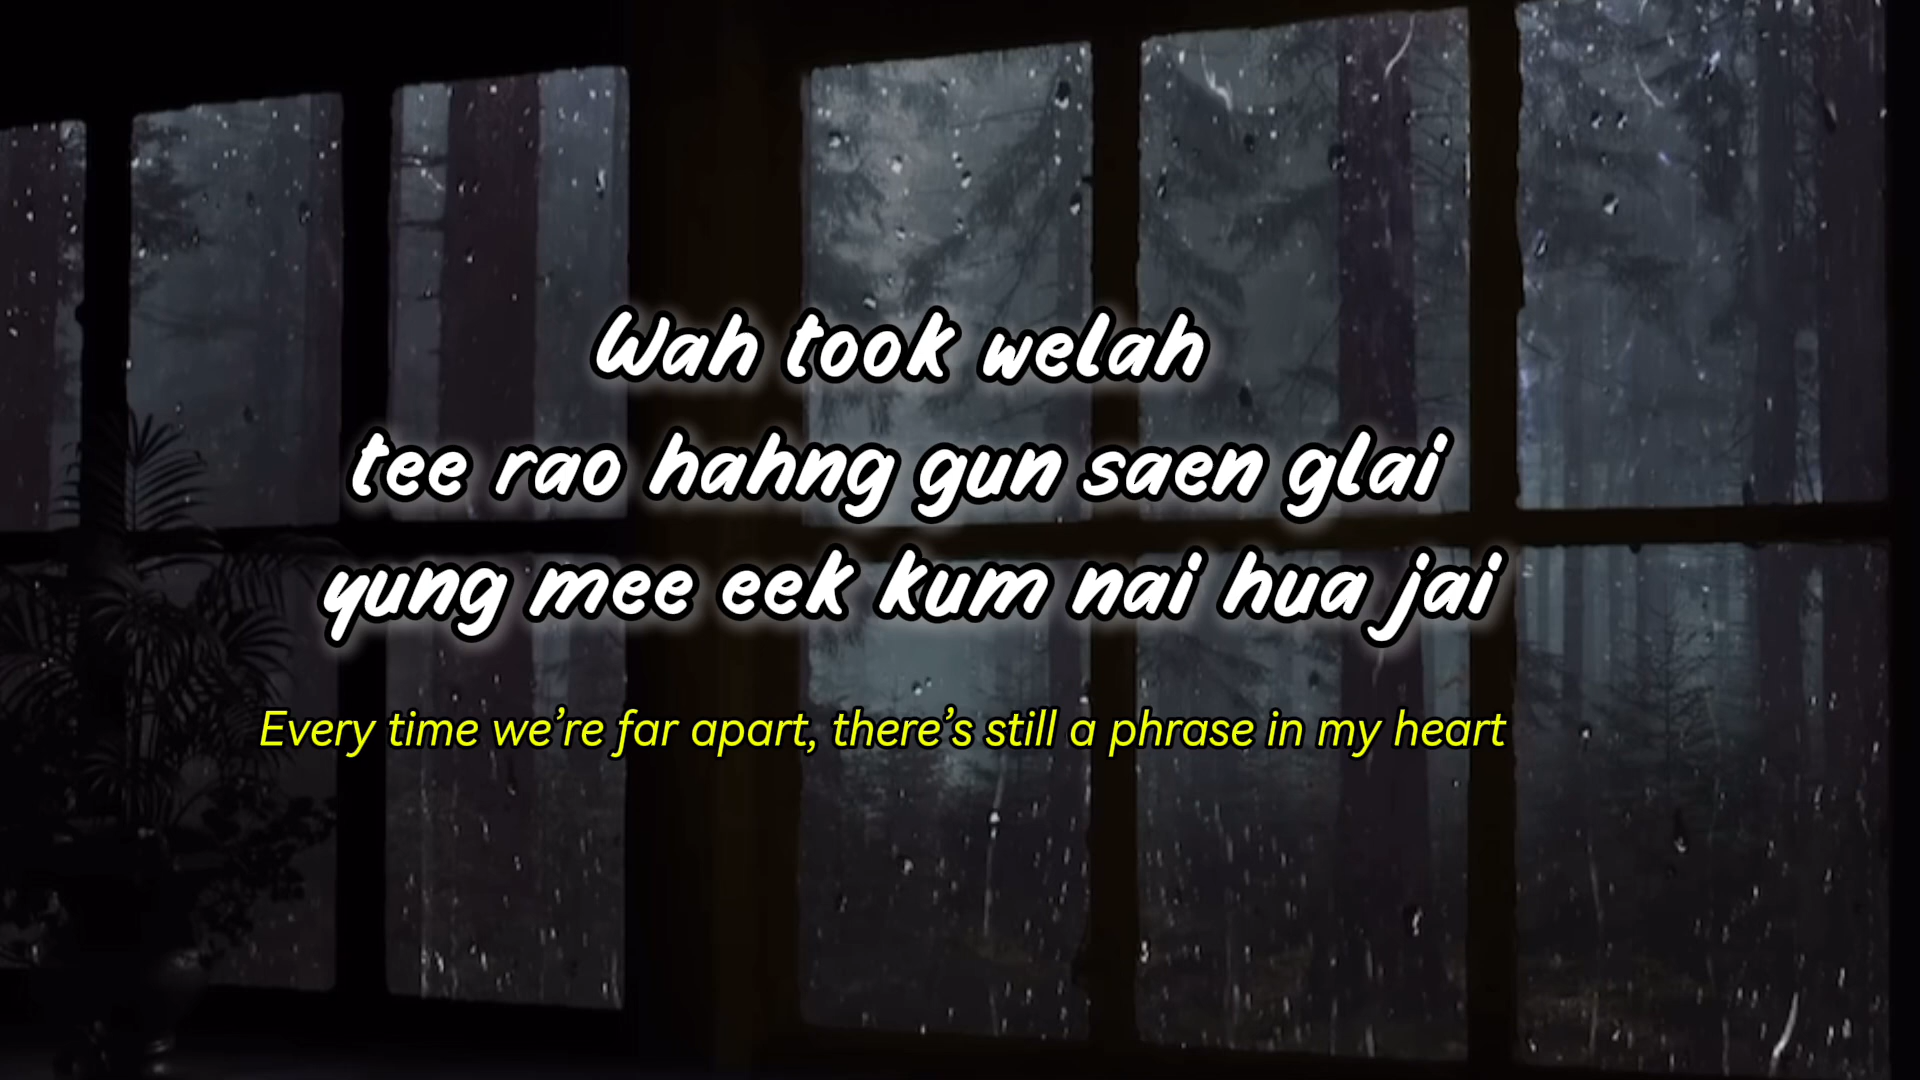 Wah took welah
tee rao hahng gun saen glai
yung mee eek kum nai hua jai
Every time we’re far apart, there’s still a phrase in my heart